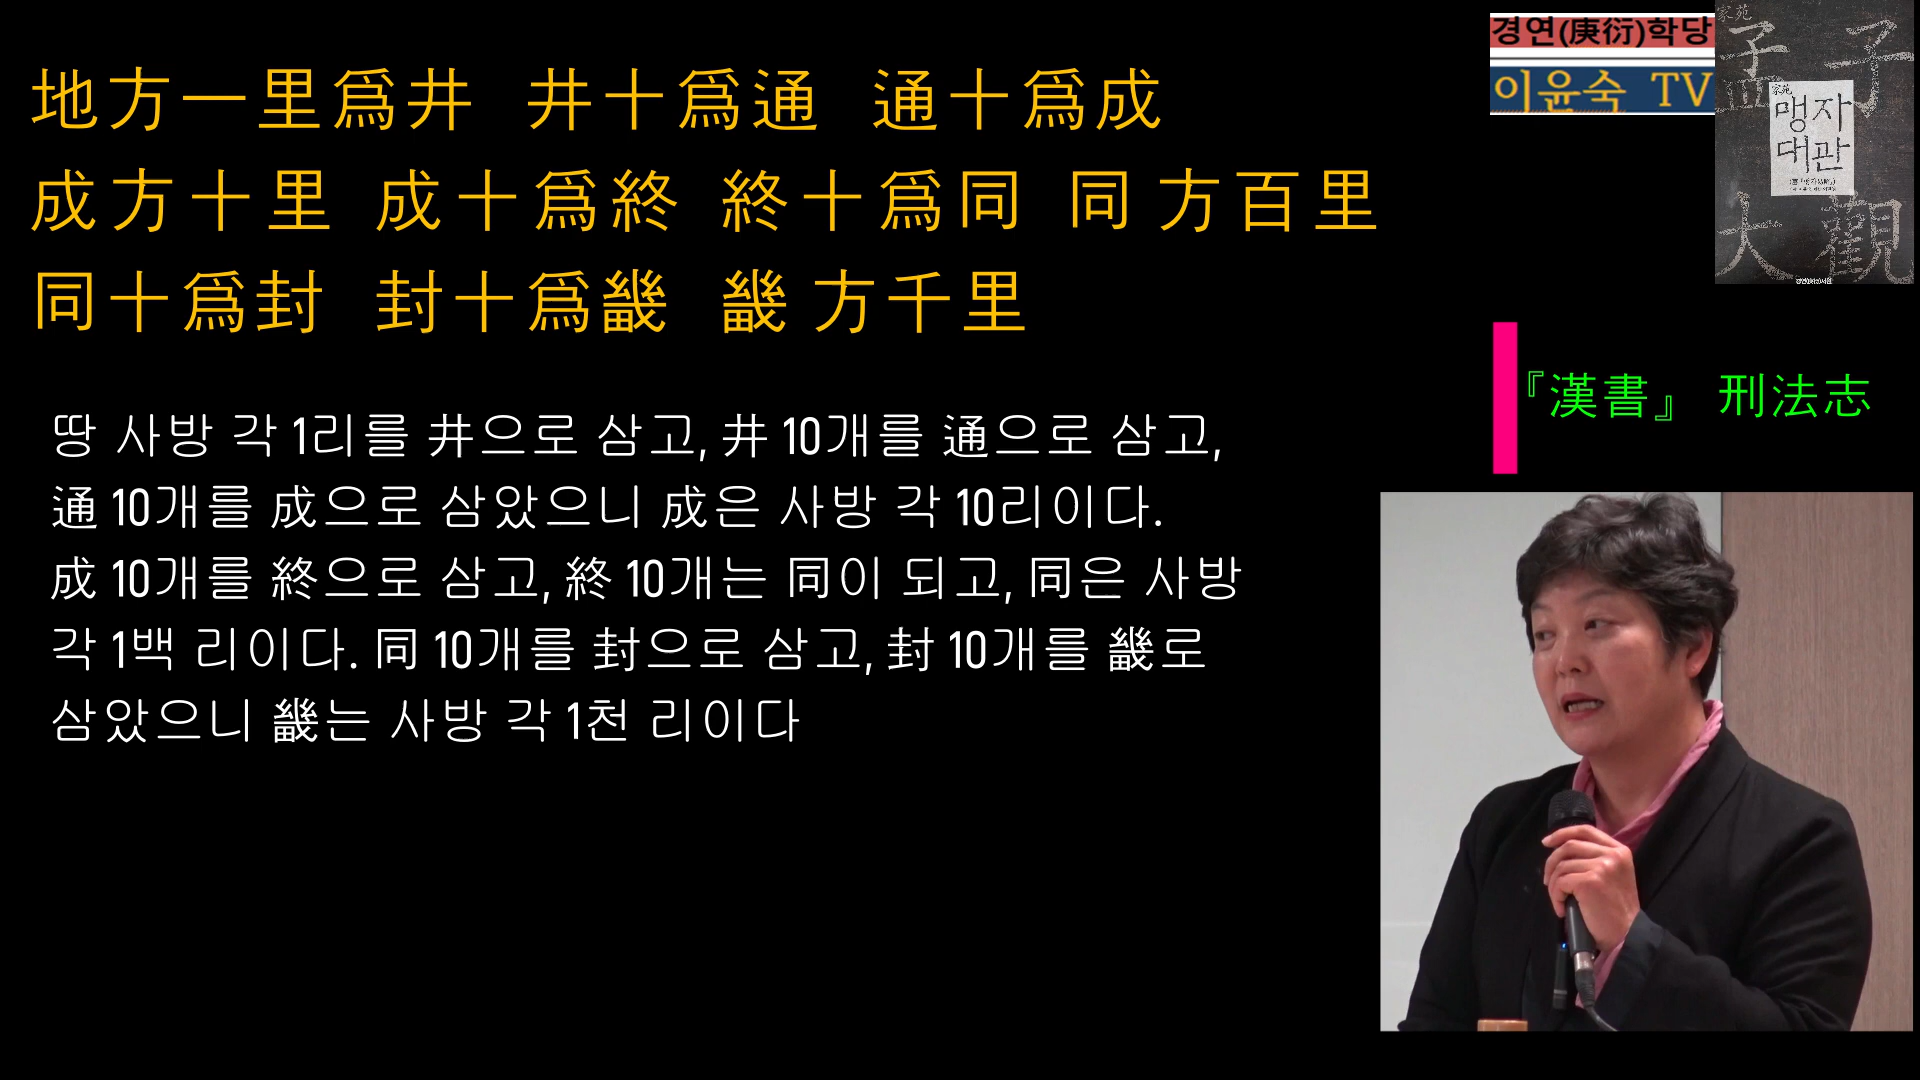 地方一里爲井 井十爲通 通十爲成
成方十里 成十爲終 終十爲同 同 方百里
同十爲封 封十爲畿 畿 方千里
땅 사방 각 1리를 井으로 삼고, 井 10개를 通으로 삼고,
通 10개를 成으로 삼았으니 成은 사방 각 10리이다.
成 10개를 終으로 삼고, 終 10개는 同이 되고, 同은 사방
각 1백 리이다. 同 10개를 封으로 삼고, 封 10개를 畿로
삼았으니 畿는 사방 각 1천 리이다
경연(庚衍)학당
이윤숙 TV
家苑
孟子
家苑
맹자
대관
大觀
『漢書』 刑法志